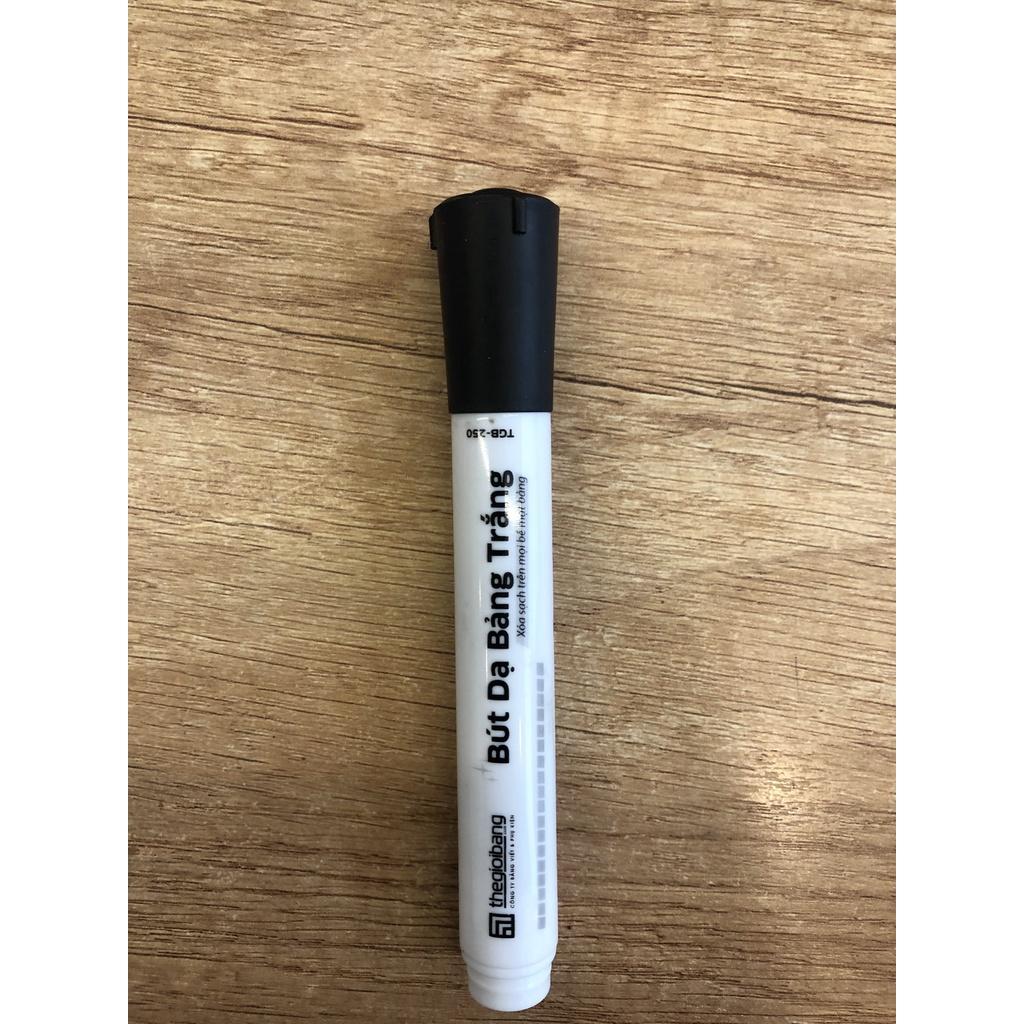 TGB-250
Bút Dạ Bảng Trắng
Xóa sạch trên mọi bề mặt bảng
thegioibang
CÔNG TY BẢNG VIẾT & PHỤ KIỆN